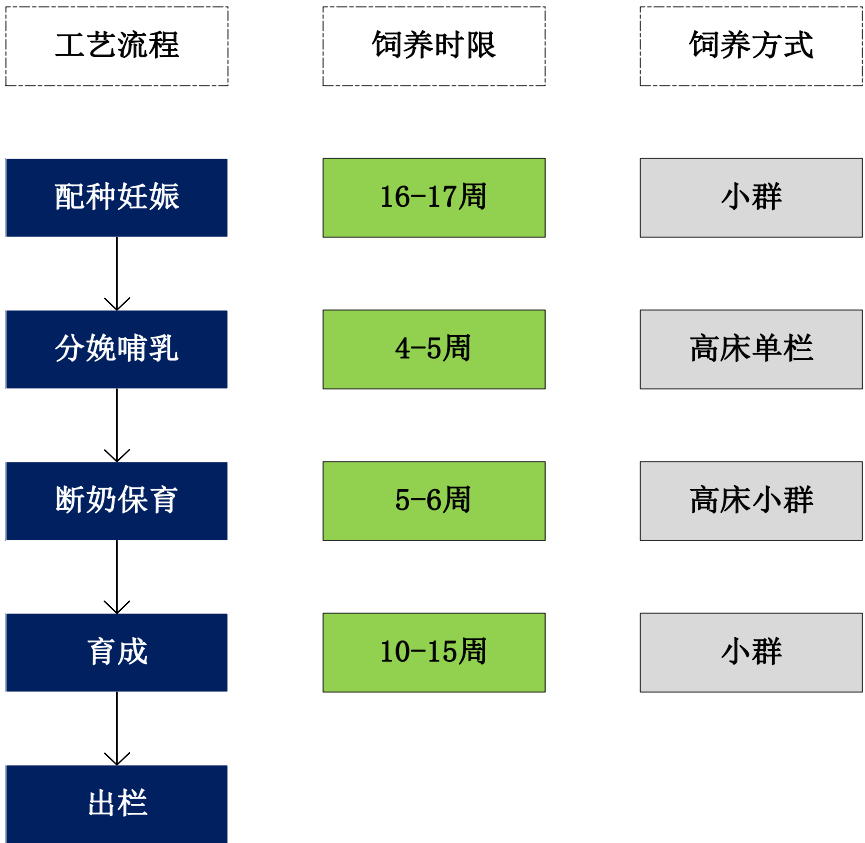 工艺流程
饲养时限
饲养方式
配种妊娠
16-17周
小群
分娩哺乳
4-5周
高床单栏
断奶保育
5-6周
高床小群
育成
10-15周
小群
出栏